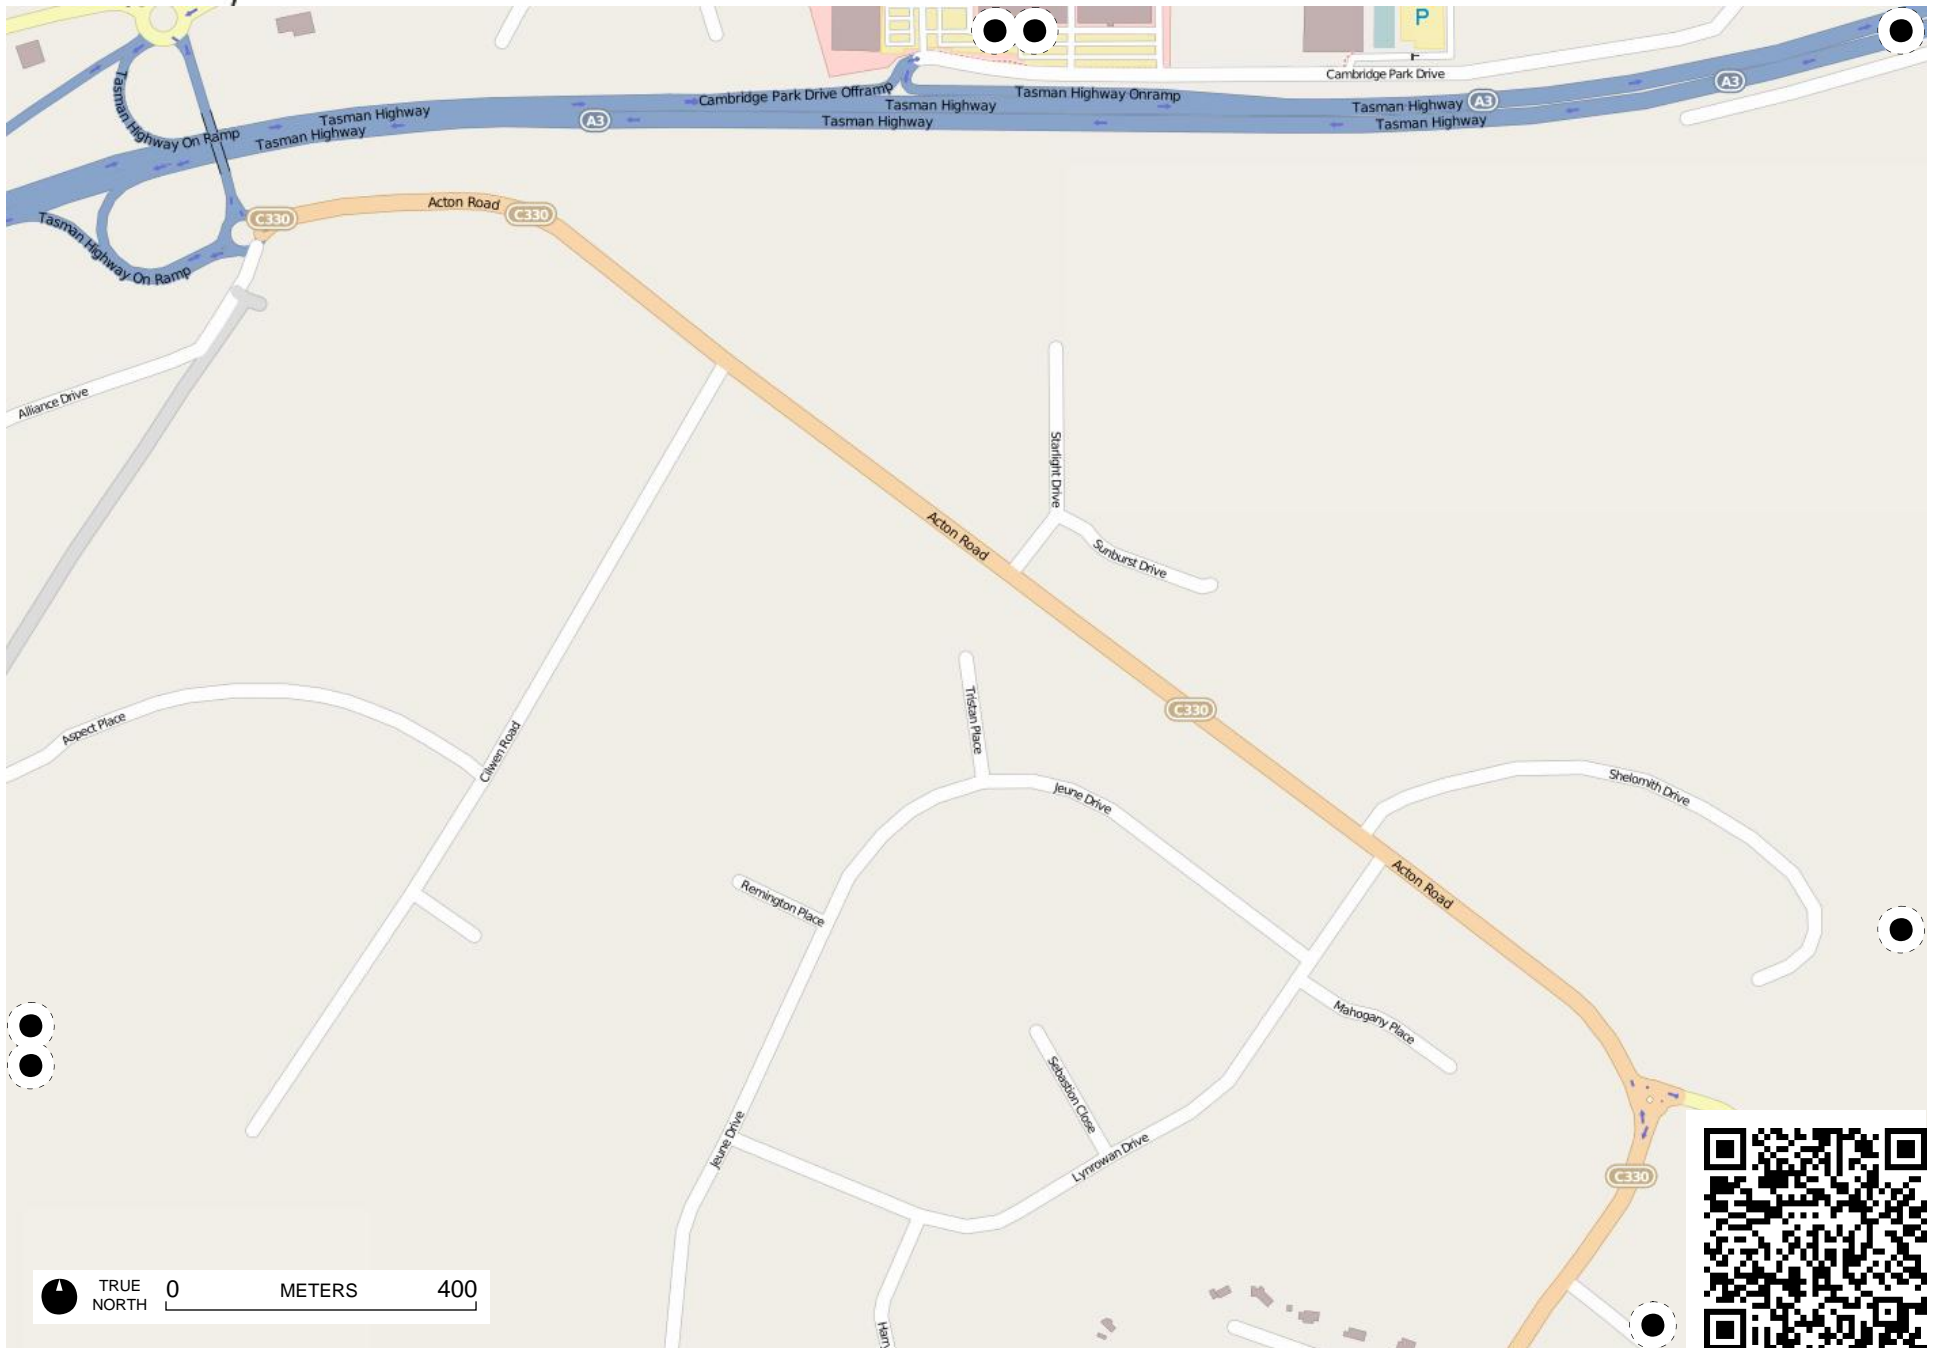 P
Cambridge Park Drive
A3
Cambridge Park Drive Offramp
Tasman Highway Onramp
Tasman Highway On Ramp
Tasman Highway
Tasman Highway
Tasman Highway
A3
A3
Tasman Highway
Tasman Highway
Tasman Highway
Tasman Highway On Ramp
C330
Acton Road
C330
Alliance Drive
Starlight Drive
Acton Road
Sunburst Drive
Tristan Place
C330
Aspect Place
Cilwen Road
Jeune Drive
Shelomith Drive
Acton Road
Remington Place
Mahogany Place
Sebastion Close
Jeune Drive
Lynrowan Drive
C330
TRUE NORTH
0 METERS 400